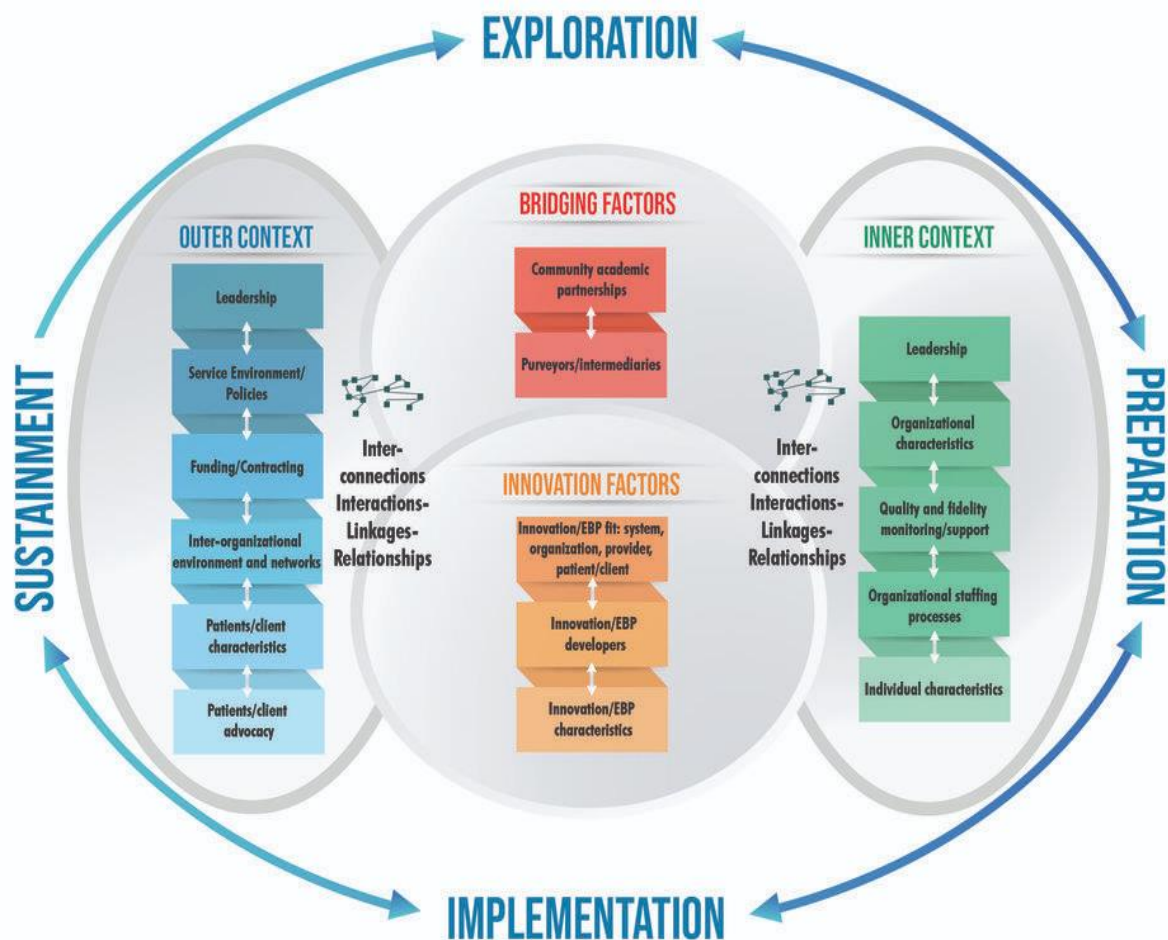 EXPLORATION
BRIDGING FACTORS
OUTER CONTEXT
INNER CONTEXT
Leadership
Service Environment/
Policies
Funding/Contracting
Inter-organizational
environment and networks
Patients/client
characteristics
Patients/client
advocacy
Community academic
partnerships
Purveyors/intermediaries
Inter-
connections
Interactions-
Linkages-
Relationships
INNOVATION FACTORS
Innovation/EBP fit: system,
organization, provider,
patient/client
Innovation/EBP
developers
Innovation/EBP
characteristics
Inter-
connections
Interactions-
Linkages-
Relationships
Leadership
Organizational
characteristics
Quality and fidelity
monitoring/support
Organizational staffing
processes
Individual characteristics
SUSTAINMENT
PREPARATION
IMPLEMENTATION